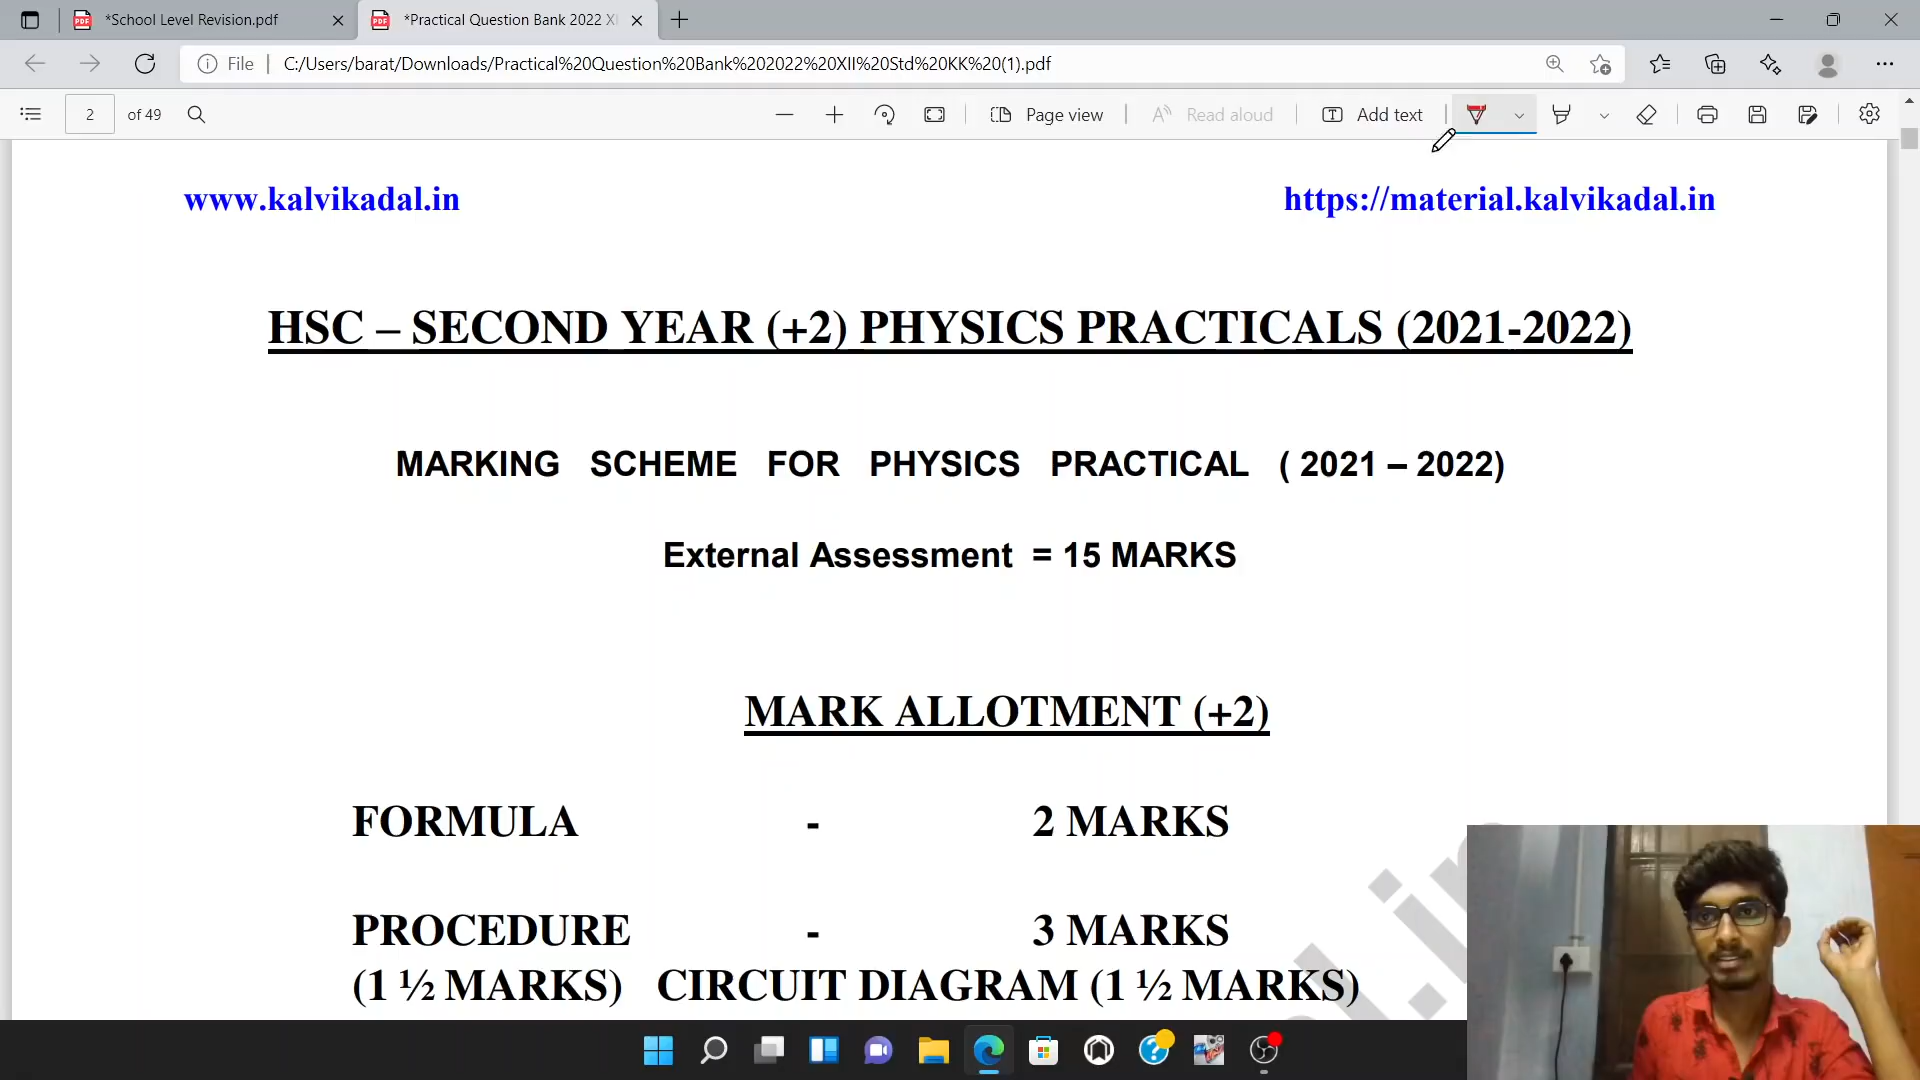 *School Level Revision.pdf
*Practical Question Bank 2022 XI
File
C:/Users/barat/Downloads/Practical%20Question%20Bank%202022%20XII%20Std%20KK%20(1).pdf
2 of 49
Page view
Read aloud
Add text
www.kalvikadal.in
https://material.kalvikadal.in
HSC – SECOND YEAR (+2) PHYSICS PRACTICALS (2021-2022)
MARKING SCHEME FOR PHYSICS PRACTICAL ( 2021 – 2022)
External Assessment = 15 MARKS
MARK ALLOTMENT (+2)
FORMULA - 2 MARKS
PROCEDURE - 3 MARKS
(1 ½ MARKS) CIRCUIT DIAGRAM (1 ½ MARKS)